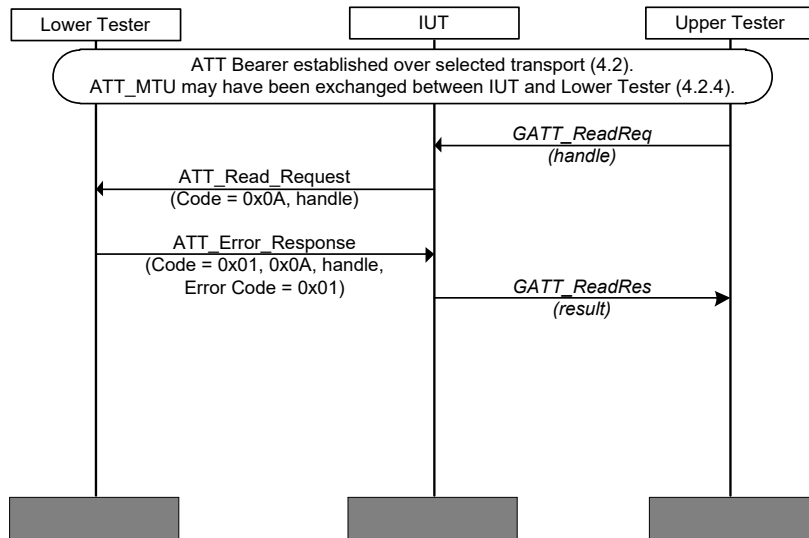 Lower Tester
IUT
Upper Tester
ATT Bearer established over selected transport (4.2).
ATT_MTU may have been exchanged between IUT and Lower Tester (4.2.4).
GATT_ReadReq
(handle)
ATT_Read_Request
(Code = 0x0A, handle)
ATT_Error_Response
(Code = 0x01, 0x0A, handle,
Error Code = 0x01)
GATT_ReadRes
(result)